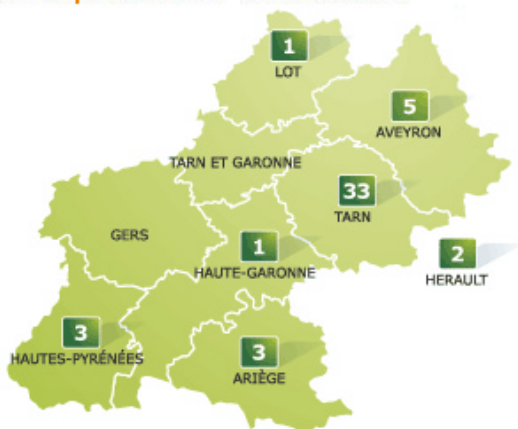 1
LOT
5
AVEYRON
TARN ET GARONNE
33
TARN
GERS
1
HAUTE-GARONNE
2
HERAULT
3
HAUTES-PYRÉNÉES
3
ARIÈGE